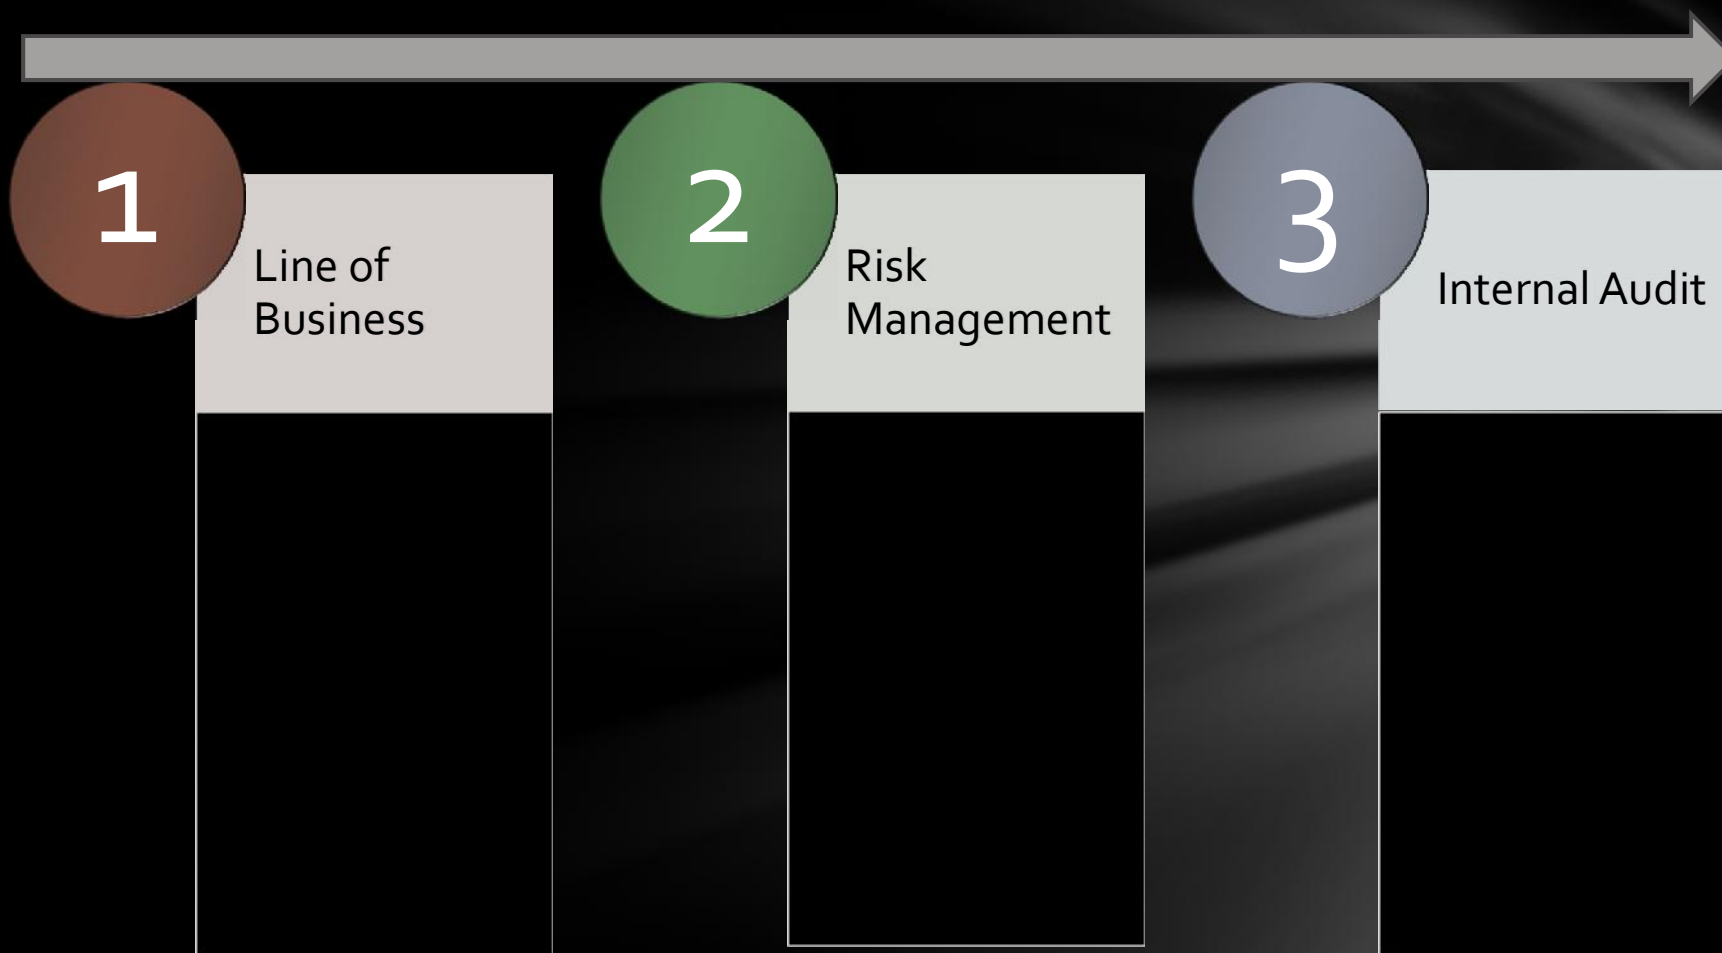 1
Line of
Business
2
Risk
Management
3
Internal Audit